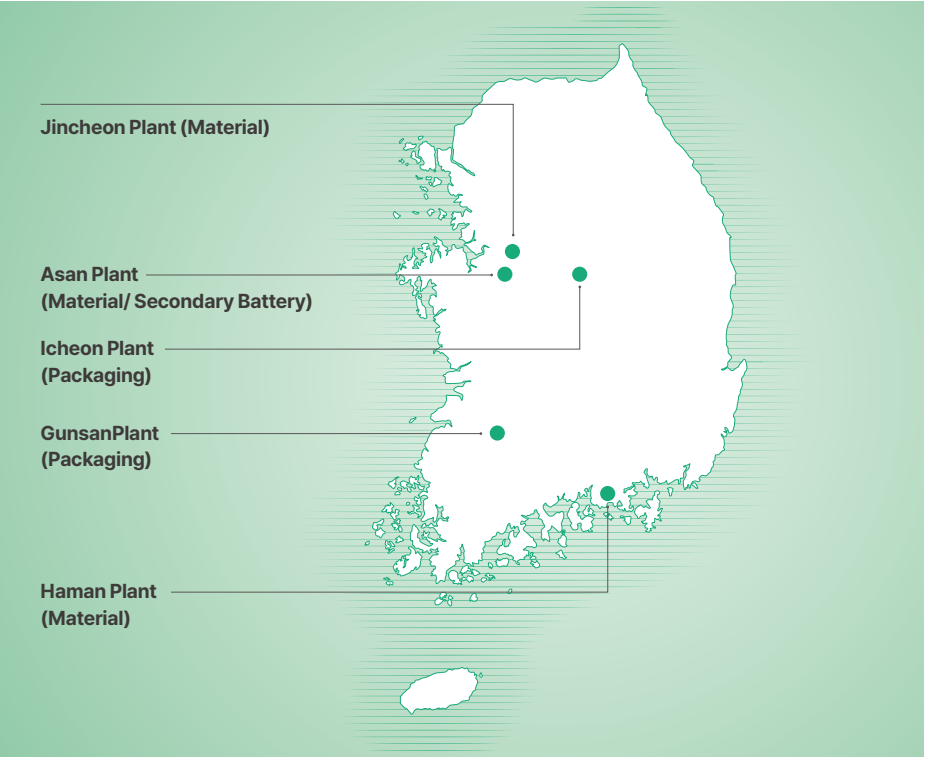 Jincheon Plant (Material)
Asan Plant
(Material/ Secondary Battery)
Icheon Plant
(Packaging)
GunsanPlant
(Packaging)
Haman Plant
(Material)